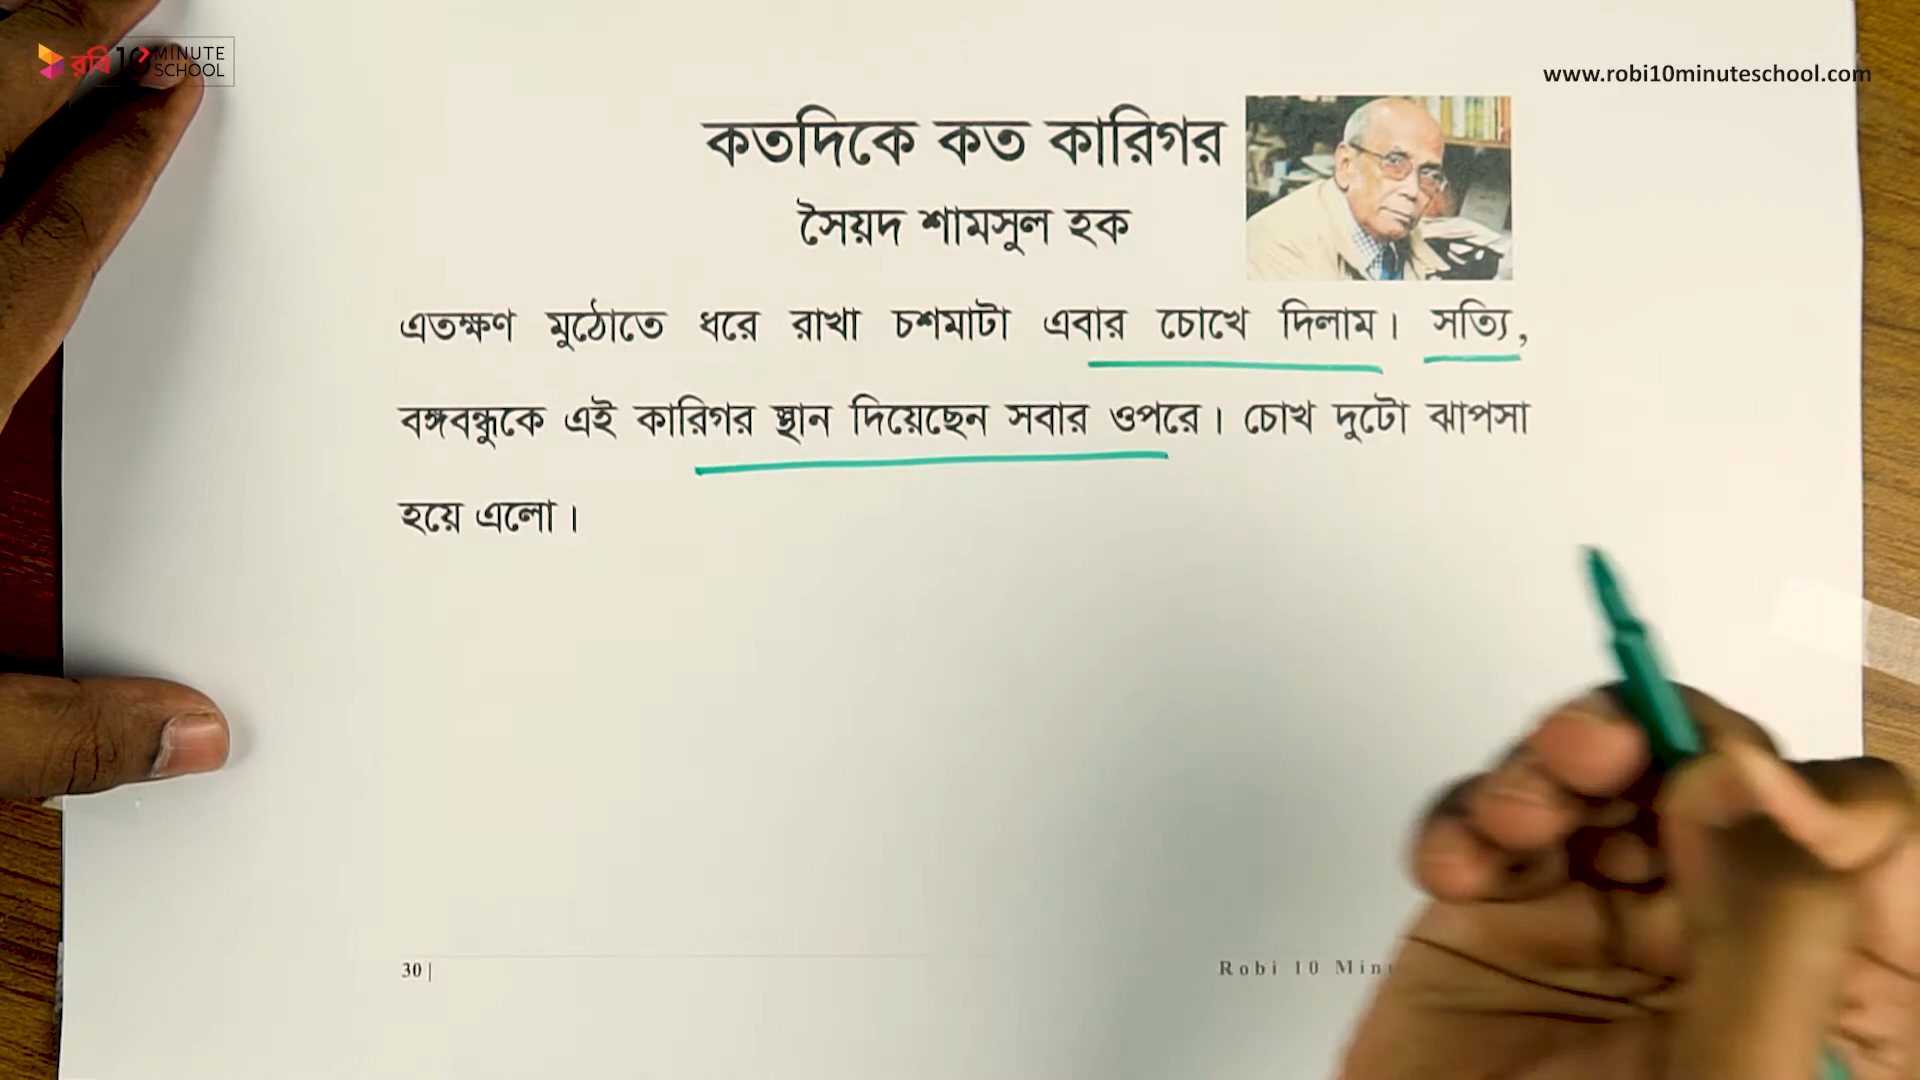 রবি 10 MINUTE SCHOOL
www.robi10minuteschool.com
কতদিকে কত কারিগর
সৈয়দ শামসুল হক
এতক্ষণ মুঠোতে ধরে রাখা চশমাটা এবার চোখে দিলাম। সত্যি,
বঙ্গবন্ধুকে এই কারিগর স্থান দিয়েছেন সবার ওপরে। চোখ দুটো ঝাপসা
হয়ে এলো।
30 |
Robi 10